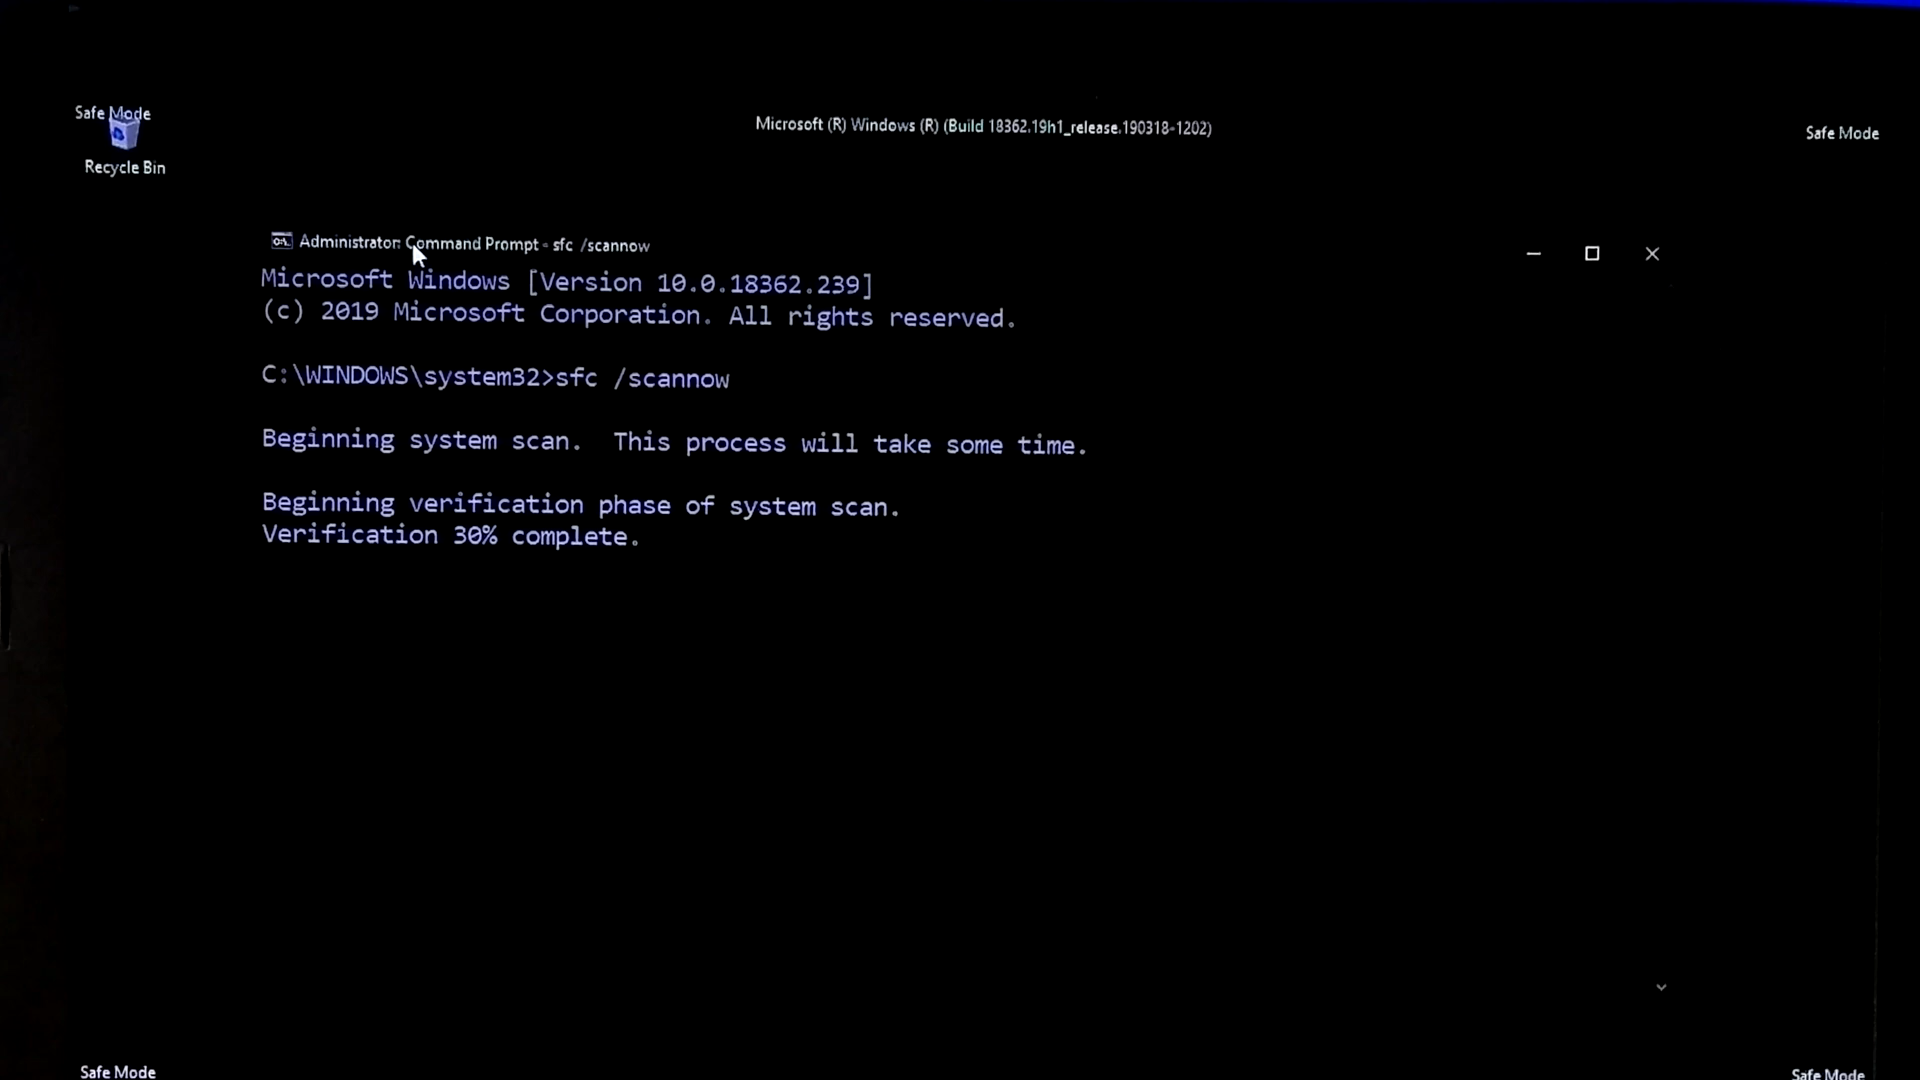 Safe Mode
Microsoft (R) Windows (R) (Build 18362.19h1_release.190318-1202)
Safe Mode
Recycle Bin
Administrator: Command Prompt - sfc /scannow
Microsoft Windows [Version 10.0.18362.239]
(c) 2019 Microsoft Corporation. All rights reserved.
C:\WINDOWS\system32>sfc /scannow
Beginning system scan.  This process will take some time.
Beginning verification phase of system scan.
Verification 30% complete.
Safe Mode
Safe Mode